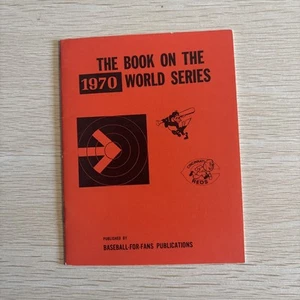 THE BOOK ON THE
1970 WORLD SERIES
REDS
PUBLISHED BY
BASEBALL-FOR-FANS PUBLICATIONS